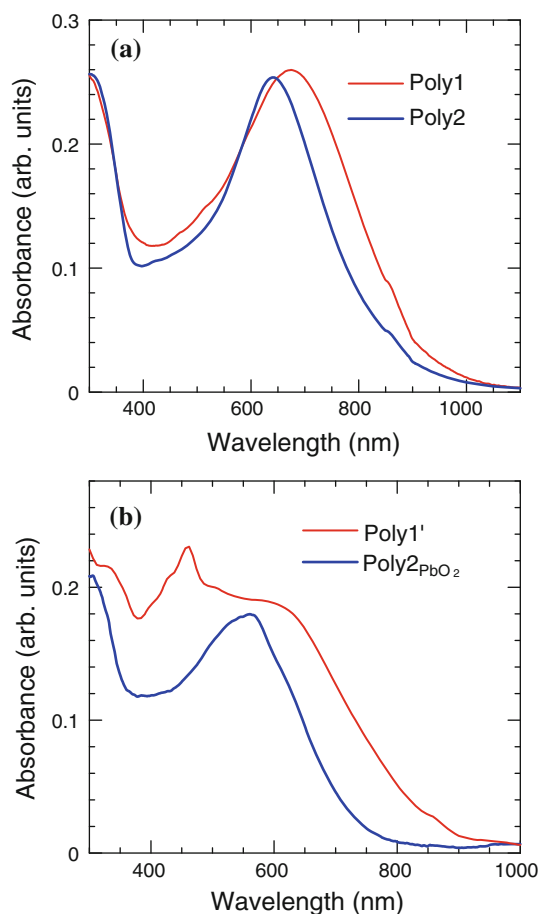 (a)
Poly1
Poly2
Absorbance (arb. units)
0.3
0.2
0.1
0
400 600 800 1000
Wavelength (nm)
(b)
Poly1'
Poly2PbO₂
Absorbance (arb. units)
0.2
0.1
0
400 600 800 1000
Wavelength (nm)